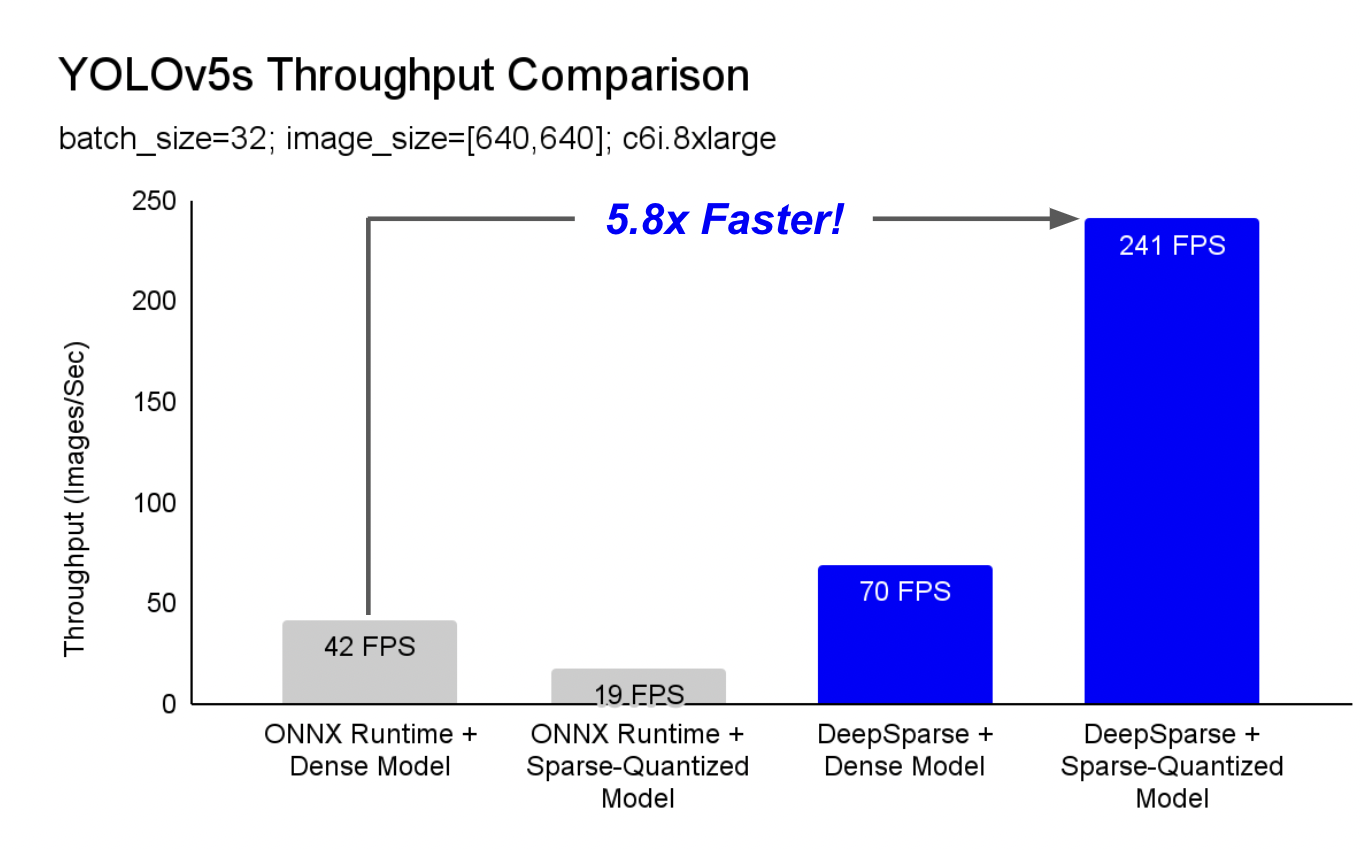 YOLOv5s Throughput Comparison
batch_size=32; image_size=[640,640]; c6i.8xlarge
Throughput (Images/Sec)
250
200
150
100
50
0
5.8x Faster!
42 FPS
19 FPS
70 FPS
241 FPS
ONNX Runtime +
Dense Model
ONNX Runtime +
Sparse-Quantized
Model
DeepSparse +
Dense Model
DeepSparse +
Sparse-Quantized
Model